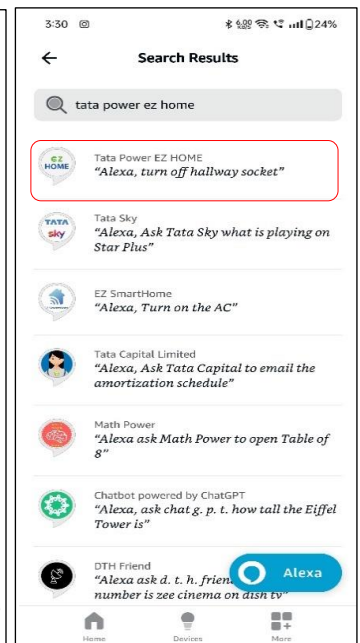 3:30 24%
Search Results
tata power ez home
EZ
HOME
Tata Power EZ HOME
“Alexa, turn off hallway socket”
TATA
sky
Tata Sky
“Alexa, Ask Tata Sky what is playing on
Star Plus”
EZ SmartHome
“Alexa, Turn on the AC”
Tata Capital Limited
“Alexa, Ask Tata Capital to email the
amortization schedule”
Math Power
“Alexa ask Math Power to open Table of
8”
Chatbot powered by ChatGPT
“Alexa, ask chat g. p. t. how tall the Eiffel
Tower is”
DTH Friend
“Alexa ask d. t. h. frien
number is zee cinema on dish tv”
Alexa
Home Devices More